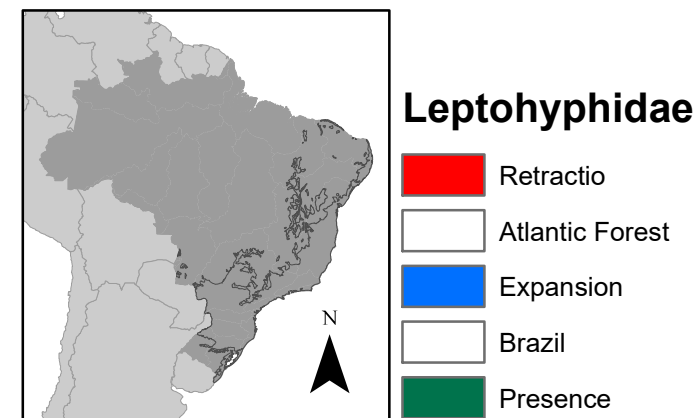 Leptohyphidae
Retractio
Atlantic Forest
Expansion
Brazil
Presence
N